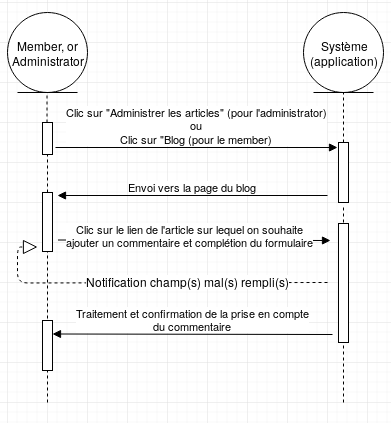 Member, or
Administrator
Système
(application)
Clic sur "Administrer les articles" (pour l'administrator)
ou
Clic sur "Blog (pour le member)
Envoi vers la page du blog
Clic sur le lien de l'article sur lequel on souhaite
ajouter un commentaire et complétion du formulaire
Notification champ(s) mal(s) rempli(s)
Traitement et confirmation de la prise en compte
du commentaire